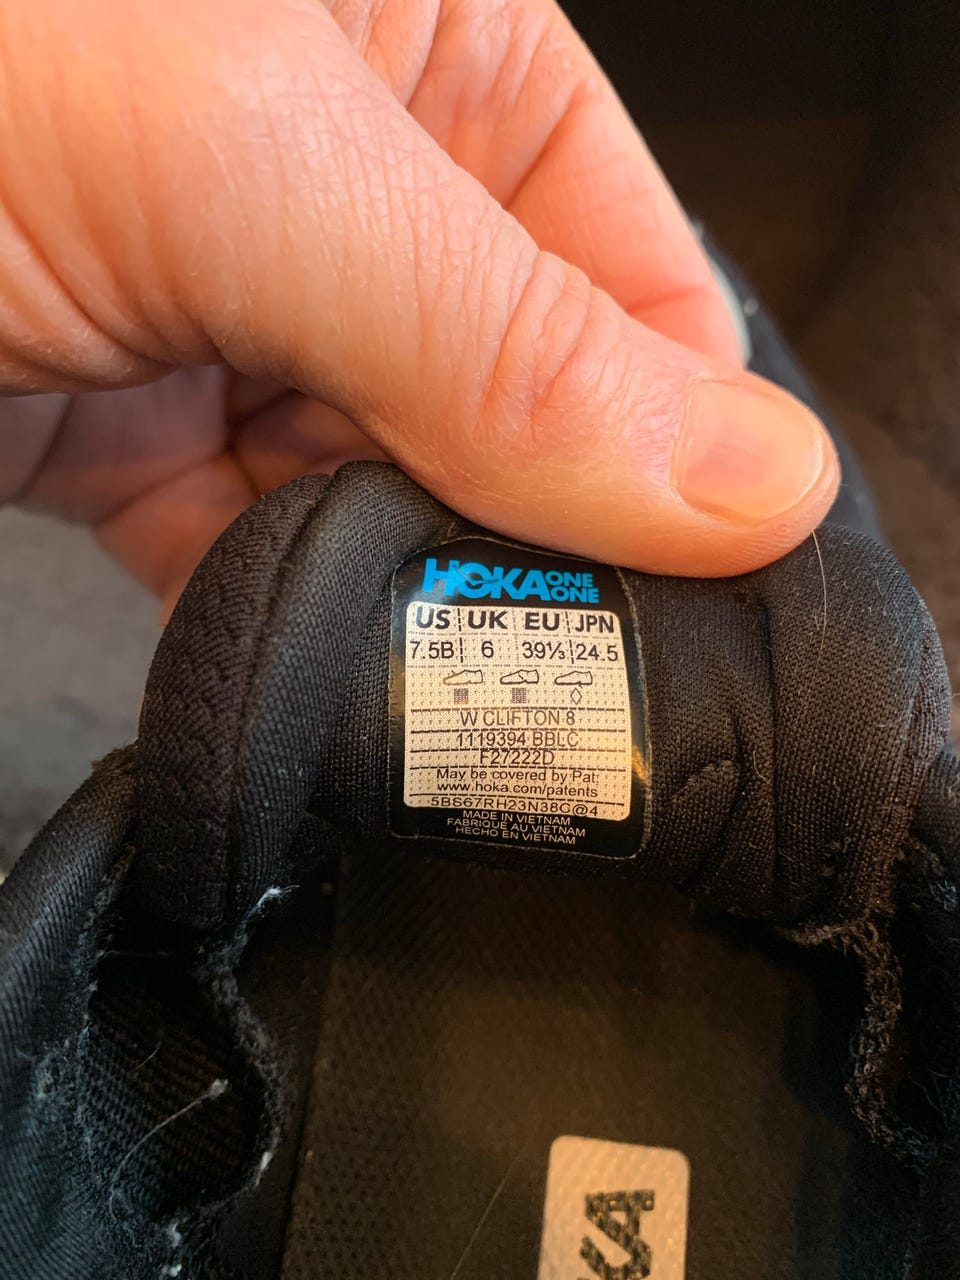 HOKA ONE ONE
US UK EU JPN
7.5B 6 39⅓ 24.5
W CLIFTON 8
1119394 BBLC
F27222D
May be covered by Pat:
www.hoka.com/patents
5BS67RH23N38C@4
MADE IN VIETNAM
FABRIQUÉ AU VIETNAM
HECHO EN VIETNAM
KA